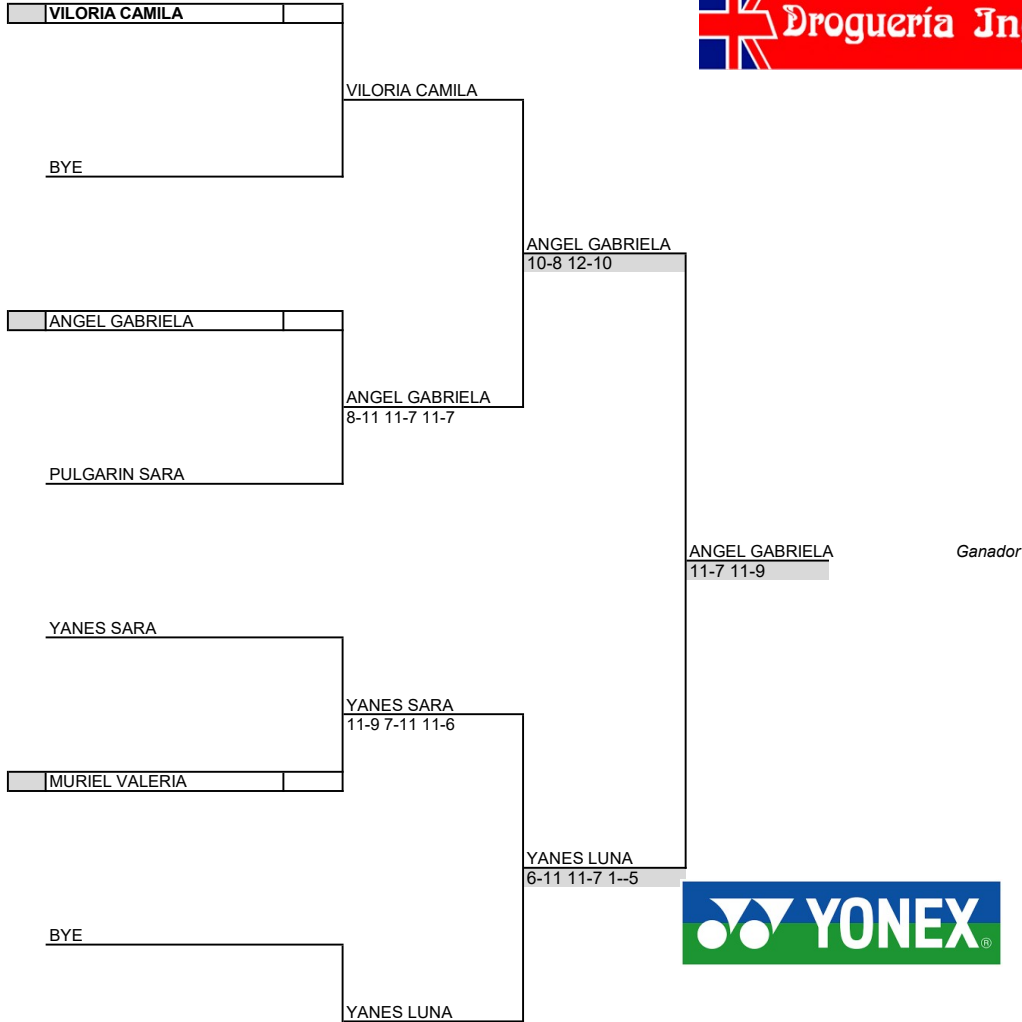 VILORIA CAMILA
Droguería In
VILORIA CAMILA
BYE
ANGEL GABRIELA
10-8 12-10
ANGEL GABRIELA
ANGEL GABRIELA
8-11 11-7 11-7
PULGARIN SARA
ANGEL GABRIELA
Ganador
11-7 11-9
YANES SARA
YANES SARA
11-9 7-11 11-6
MURIEL VALERIA
YANES LUNA
6-11 11-7 1--5
YONEX®
BYE
YANES LUNA